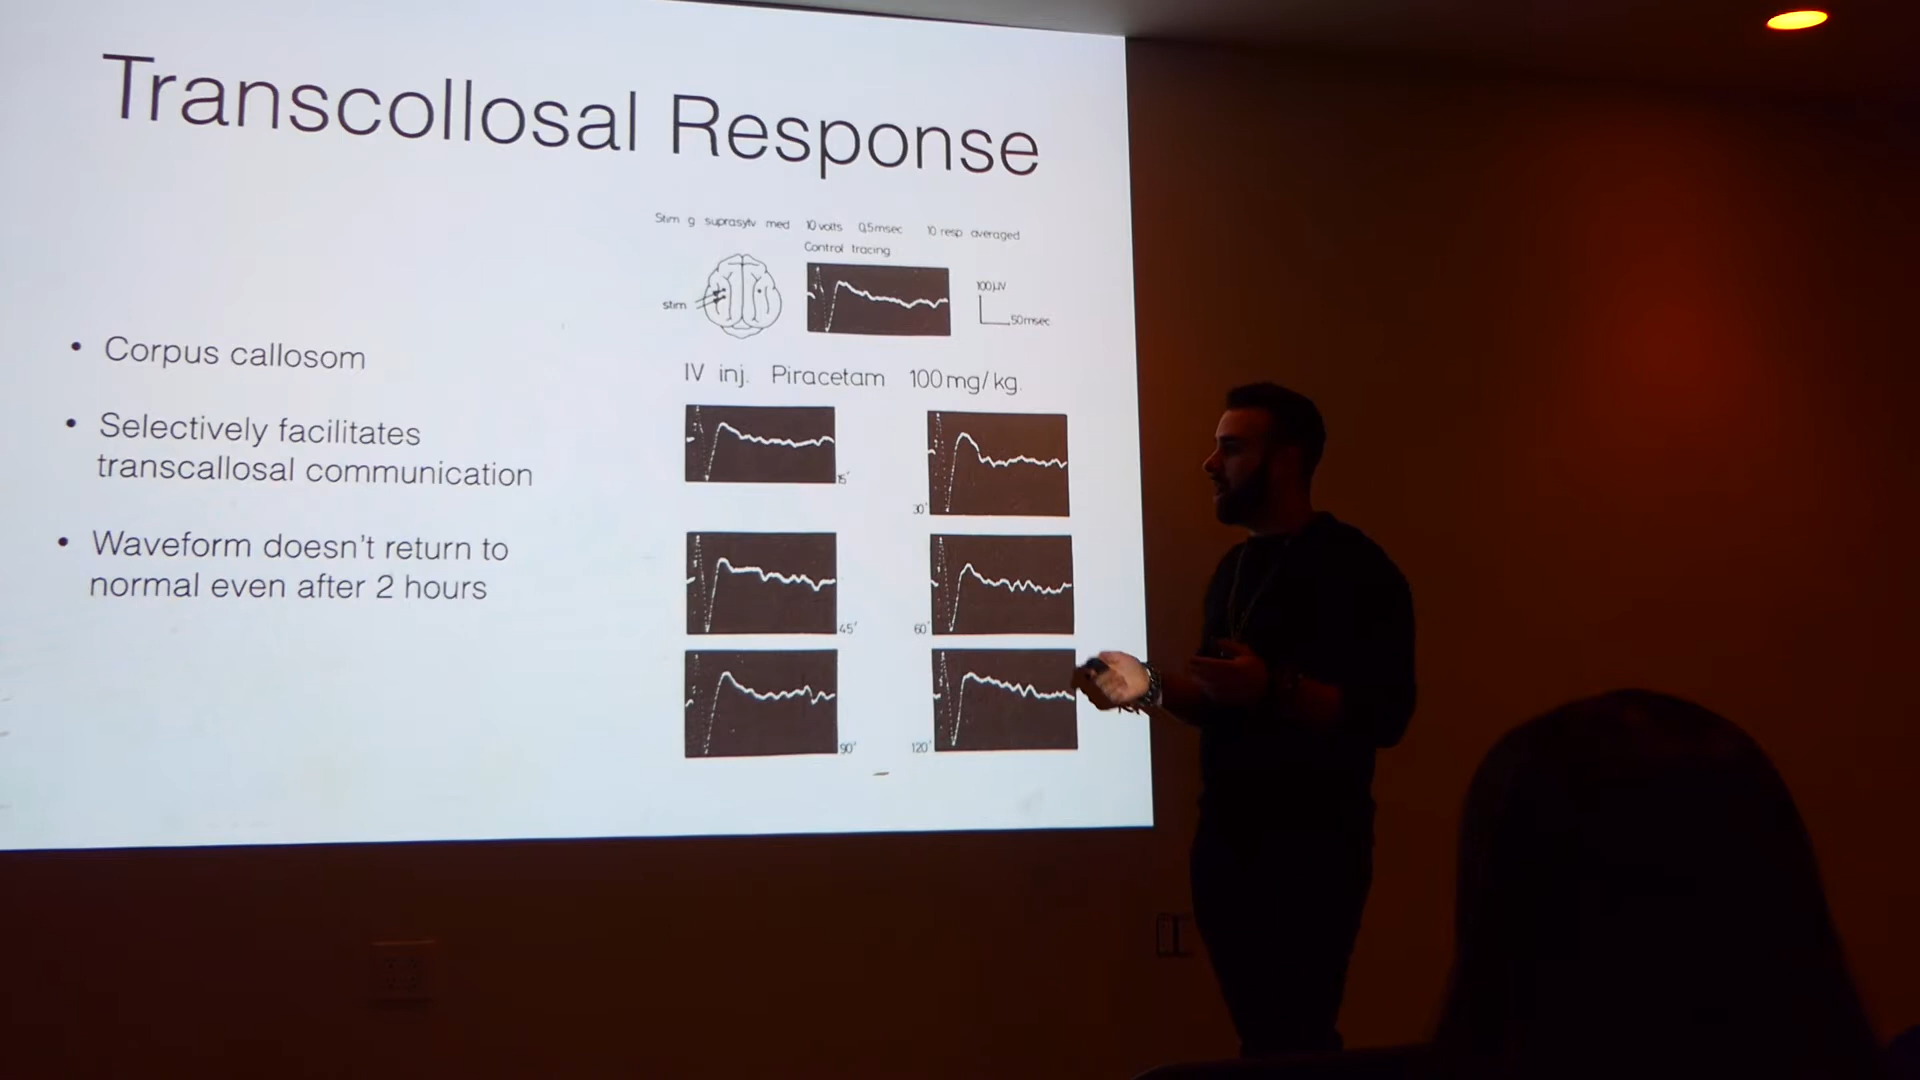 Transcollosal Response
Stim g suprasylv med 10 volts 0,5msec 10 resp averaged
Control tracing
stim
100μV
50msec
• Corpus callosom
IV inj. Piracetam 100mg/kg.
• Selectively facilitates
transcallosal communication
15'
30'
• Waveform doesn't return to
normal even after 2 hours
45'
60'
90'
120'